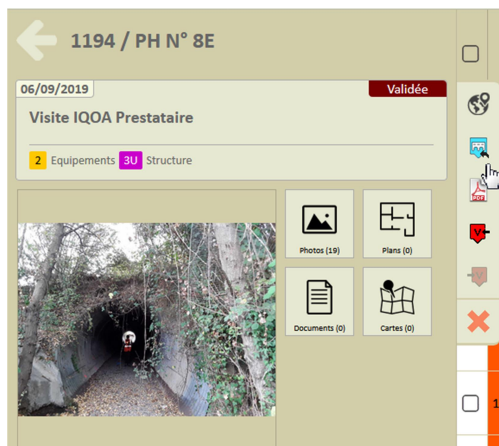 1194 / PH N° 8E
06/09/2019
Validée
Visite IQOA Prestataire
2 Equipements 3U Structure
Photos (19)
Plans (0)
Documents (0)
Cartes (0)
PDF
V
V
1